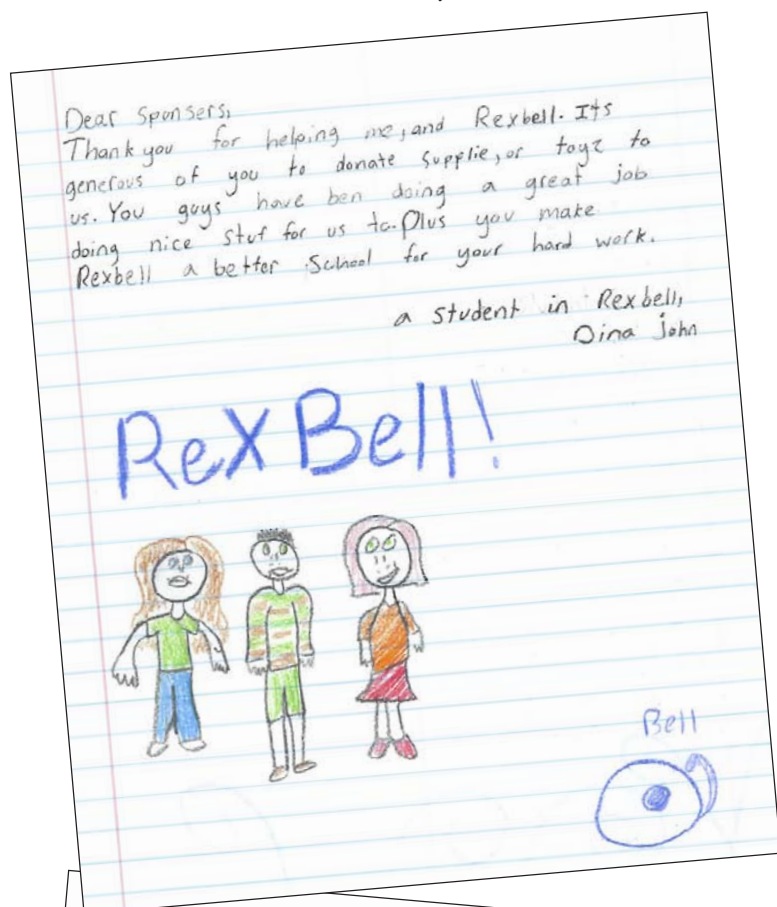 Dear Sponsers,
Thank you for helping me, and Rexbell. Its
generous of you to donate supplie, or toyz to
us. You guys have ben doing a great job
doing nice stuf for us to. Plus you make
Rexbell a better School for your hard work.
a student in Rexbell,
Dina John
RexBell!
Bell